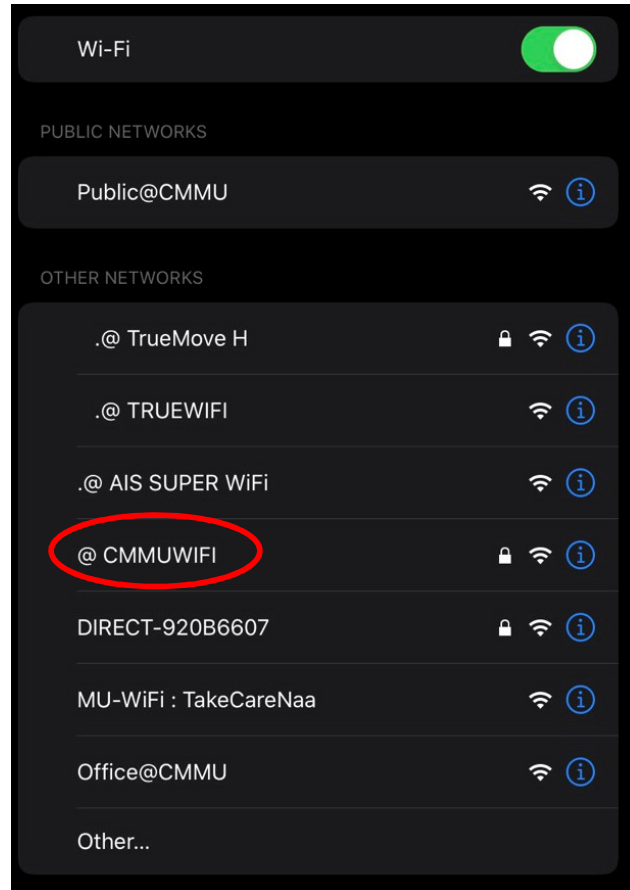 Wi-Fi
PUBLIC NETWORKS
Public@CMMU
OTHER NETWORKS
.@ TrueMove H
.@ TRUEWIFI
.@ AIS SUPER WiFi
@ CMMUWIFI
DIRECT-920B6607
MU-WiFi : TakeCareNaa
Office@CMMU
Other...